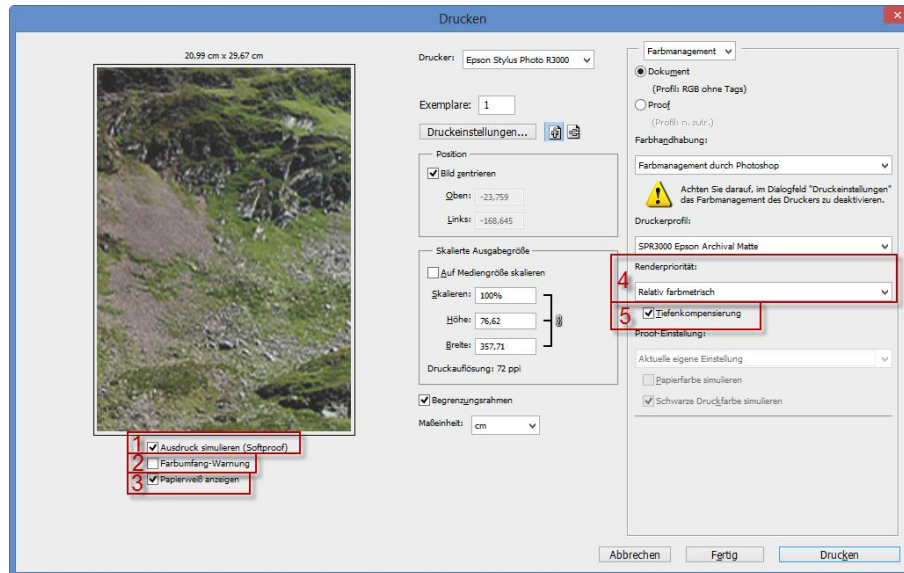 Drucken
x
20,99 cm x 29,67 cm
1 Ausdruck simulieren (Softproof)
2 Farbumfang-Warnung
3 Papierweiß anzeigen
Drucker: Epson Stylus Photo R3000
Exemplare: 1
Druckeinstellungen...
Position
Bild zentrieren
Oben: -23,759
Links: -168,645
Skalierte Ausgabegröße
Auf Mediengröße skalieren
Skalieren: 100%
Höhe: 76,62
Breite: 357,71
Druckauflösung: 72 ppi
Begrenzungsrahmen
Maßeinheit: cm
Farbmanagement
Dokument
(Profil: RGB ohne Tags)
Proof
(Profil: n. zutr.)
Farbhandhabung:
Farbmanagement durch Photoshop
Achten Sie darauf, im Dialogfeld "Druckeinstellungen"
das Farbmanagement des Druckers zu deaktivieren.
Druckerprofil:
SPR3000 Epson Archival Matte
4 Renderpriorität:
Relativ farbmetrisch
5 Tiefenkompensierung
Proof-Einstellung:
Aktuelle eigene Einstellung
Papierfarbe simulieren
Schwarze Druckfarbe simulieren
Abbrechen
Fertig
Drucken